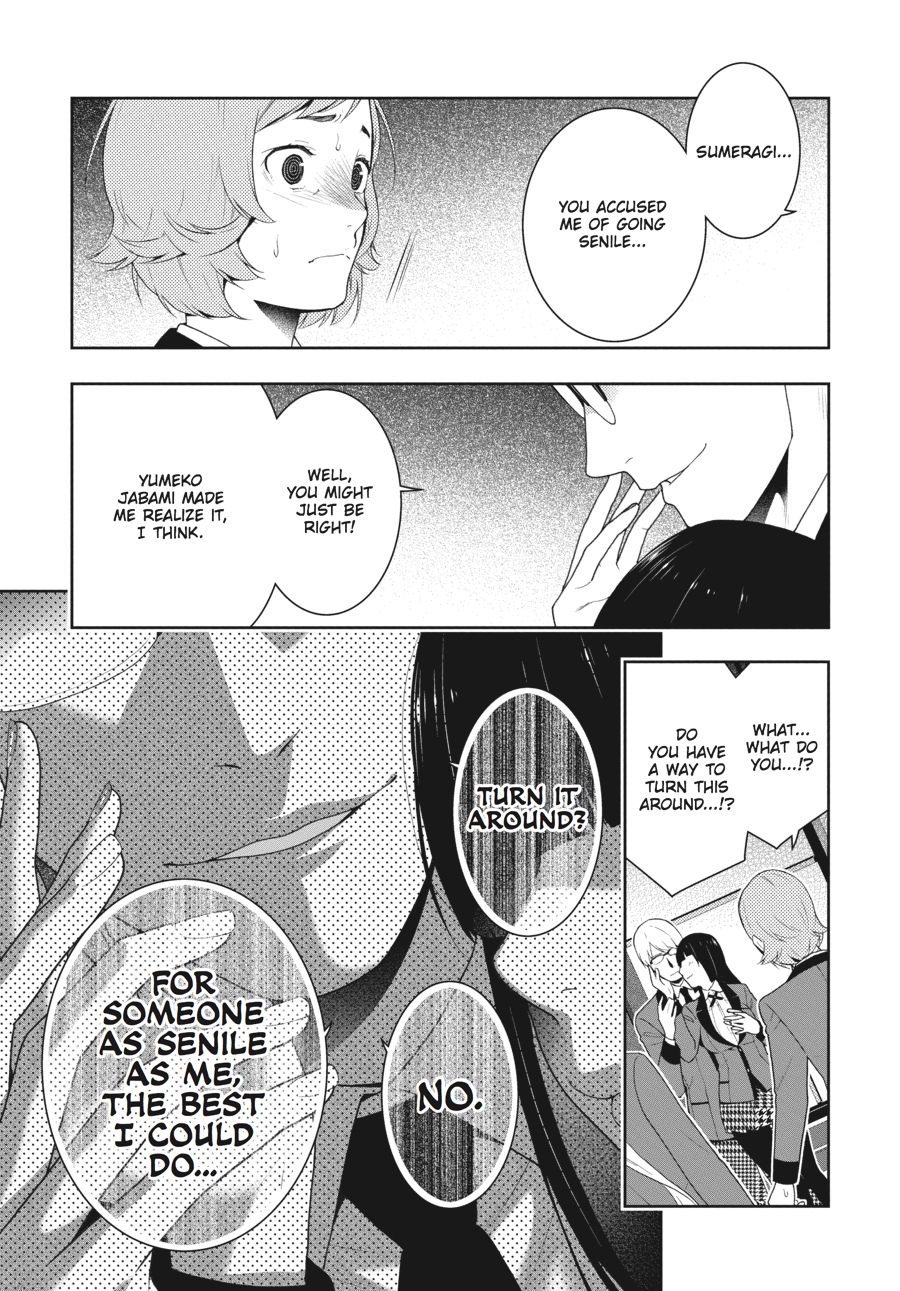 SUMERAGI...
YOU ACCUSED
ME OF GOING
SENILE...
WELL,
YOU MIGHT
JUST BE
RIGHT!
YUMEKO
JABAMI MADE
ME REALIZE IT,
I THINK.
WHAT...
WHAT DO
YOU...!?
DO
YOU HAVE
A WAY TO
TURN THIS
AROUND...!?
TURN IT
AROUND?
NO.
FOR
SOMEONE
AS SENILE
AS ME,
THE BEST
I COULD
DO...